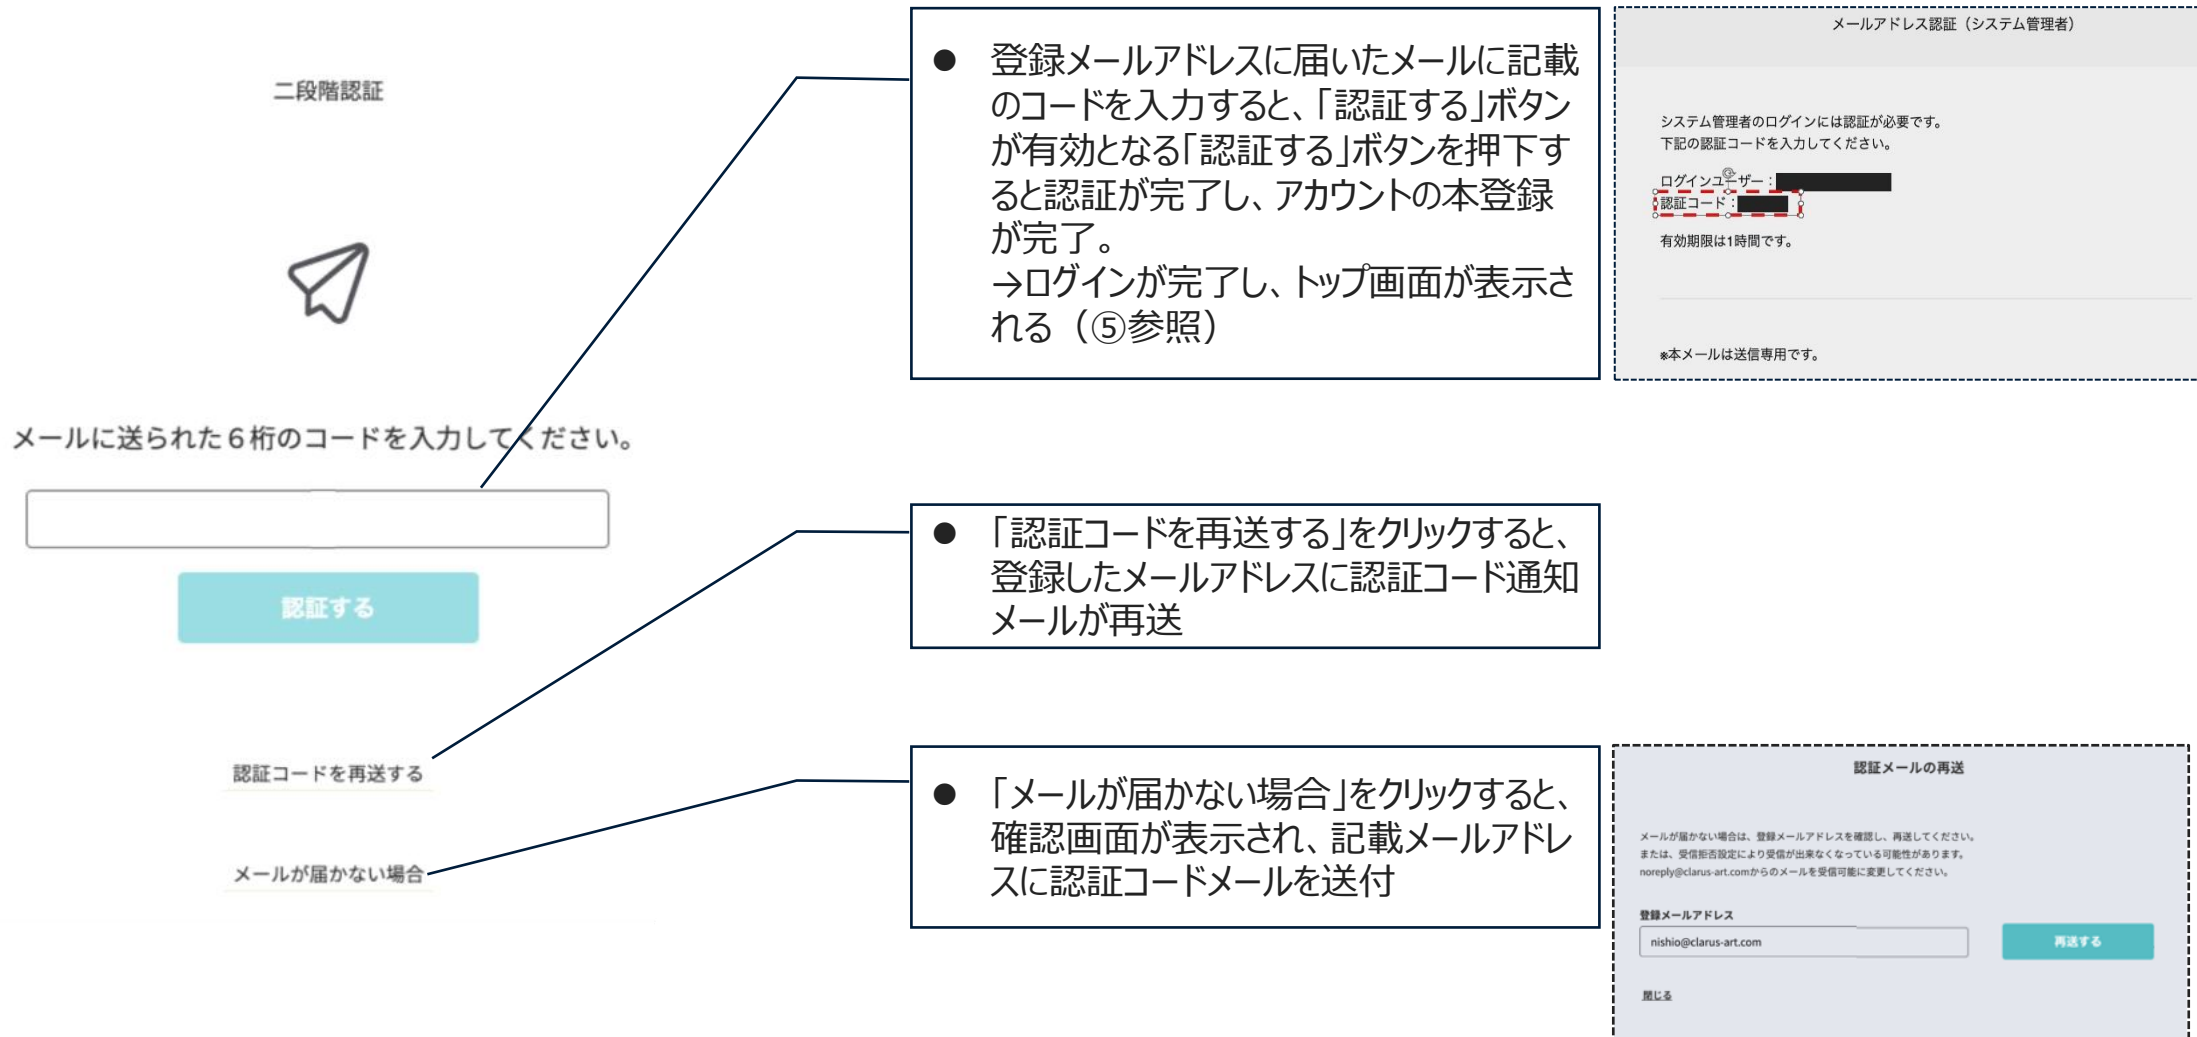 二段階認証
メールに送られた６桁のコードを入力してください。
認証する
認証コードを再送する
メールが届かない場合
● 登録メールアドレスに届いたメールに記載
のコードを入力すると、「認証する」ボタン
が有効となる「認証する」ボタンを押下す
ると認証が完了し、アカウントの本登録
が完了。
→ログインが完了し、トップ画面が表示さ
れる（⑤参照）
● 「認証コードを再送する」をクリックすると、
登録したメールアドレスに認証コード通知
メールが再送
● 「メールが届かない場合」をクリックすると、
確認画面が表示され、記載メールアドレ
スに認証コードメールを送付
メールアドレス認証（システム管理者）
システム管理者のログインには認証が必要です。
下記の認証コードを入力してください。
ログインユーザー：
認証コード：
有効期限は1時間です。
※本メールは送信専用です。
認証メールの再送
メールが届かない場合は、登録メールアドレスを確認し、再送してください。
または、受信拒否設定により受信が出来なくなっている可能性があります。
noreply@clarus-art.comからのメールを受信可能に変更してください。
登録メールアドレス
nishio@clarus-art.com
再送する
閉じる